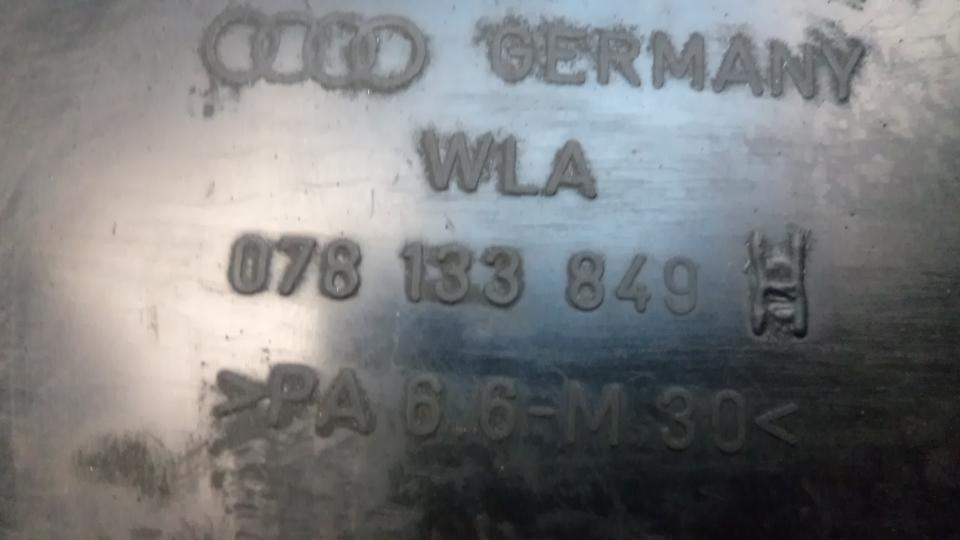 GERMANY
WLA
078 133 849
>PA 6.6-M 30<